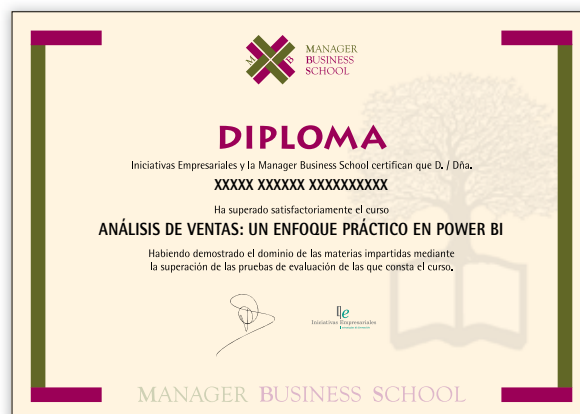 M B B
MANAGER
BUSINESS
SCHOOL
DIPLOMA
Iniciativas Empresariales y la Manager Business School certifican que D. / Dña.
XXXXX XXXXXX XXXXXXXXXX
Ha superado satisfactoriamente el curso
ANÁLISIS DE VENTAS: UN ENFOQUE PRÁCTICO EN POWER BI
Habiendo demostrado el dominio de las materias impartidas mediante
la superación de las pruebas de evaluación de las que consta el curso.
Iniciativas Empresariales
MANAGER BUSINESS SCHOOL